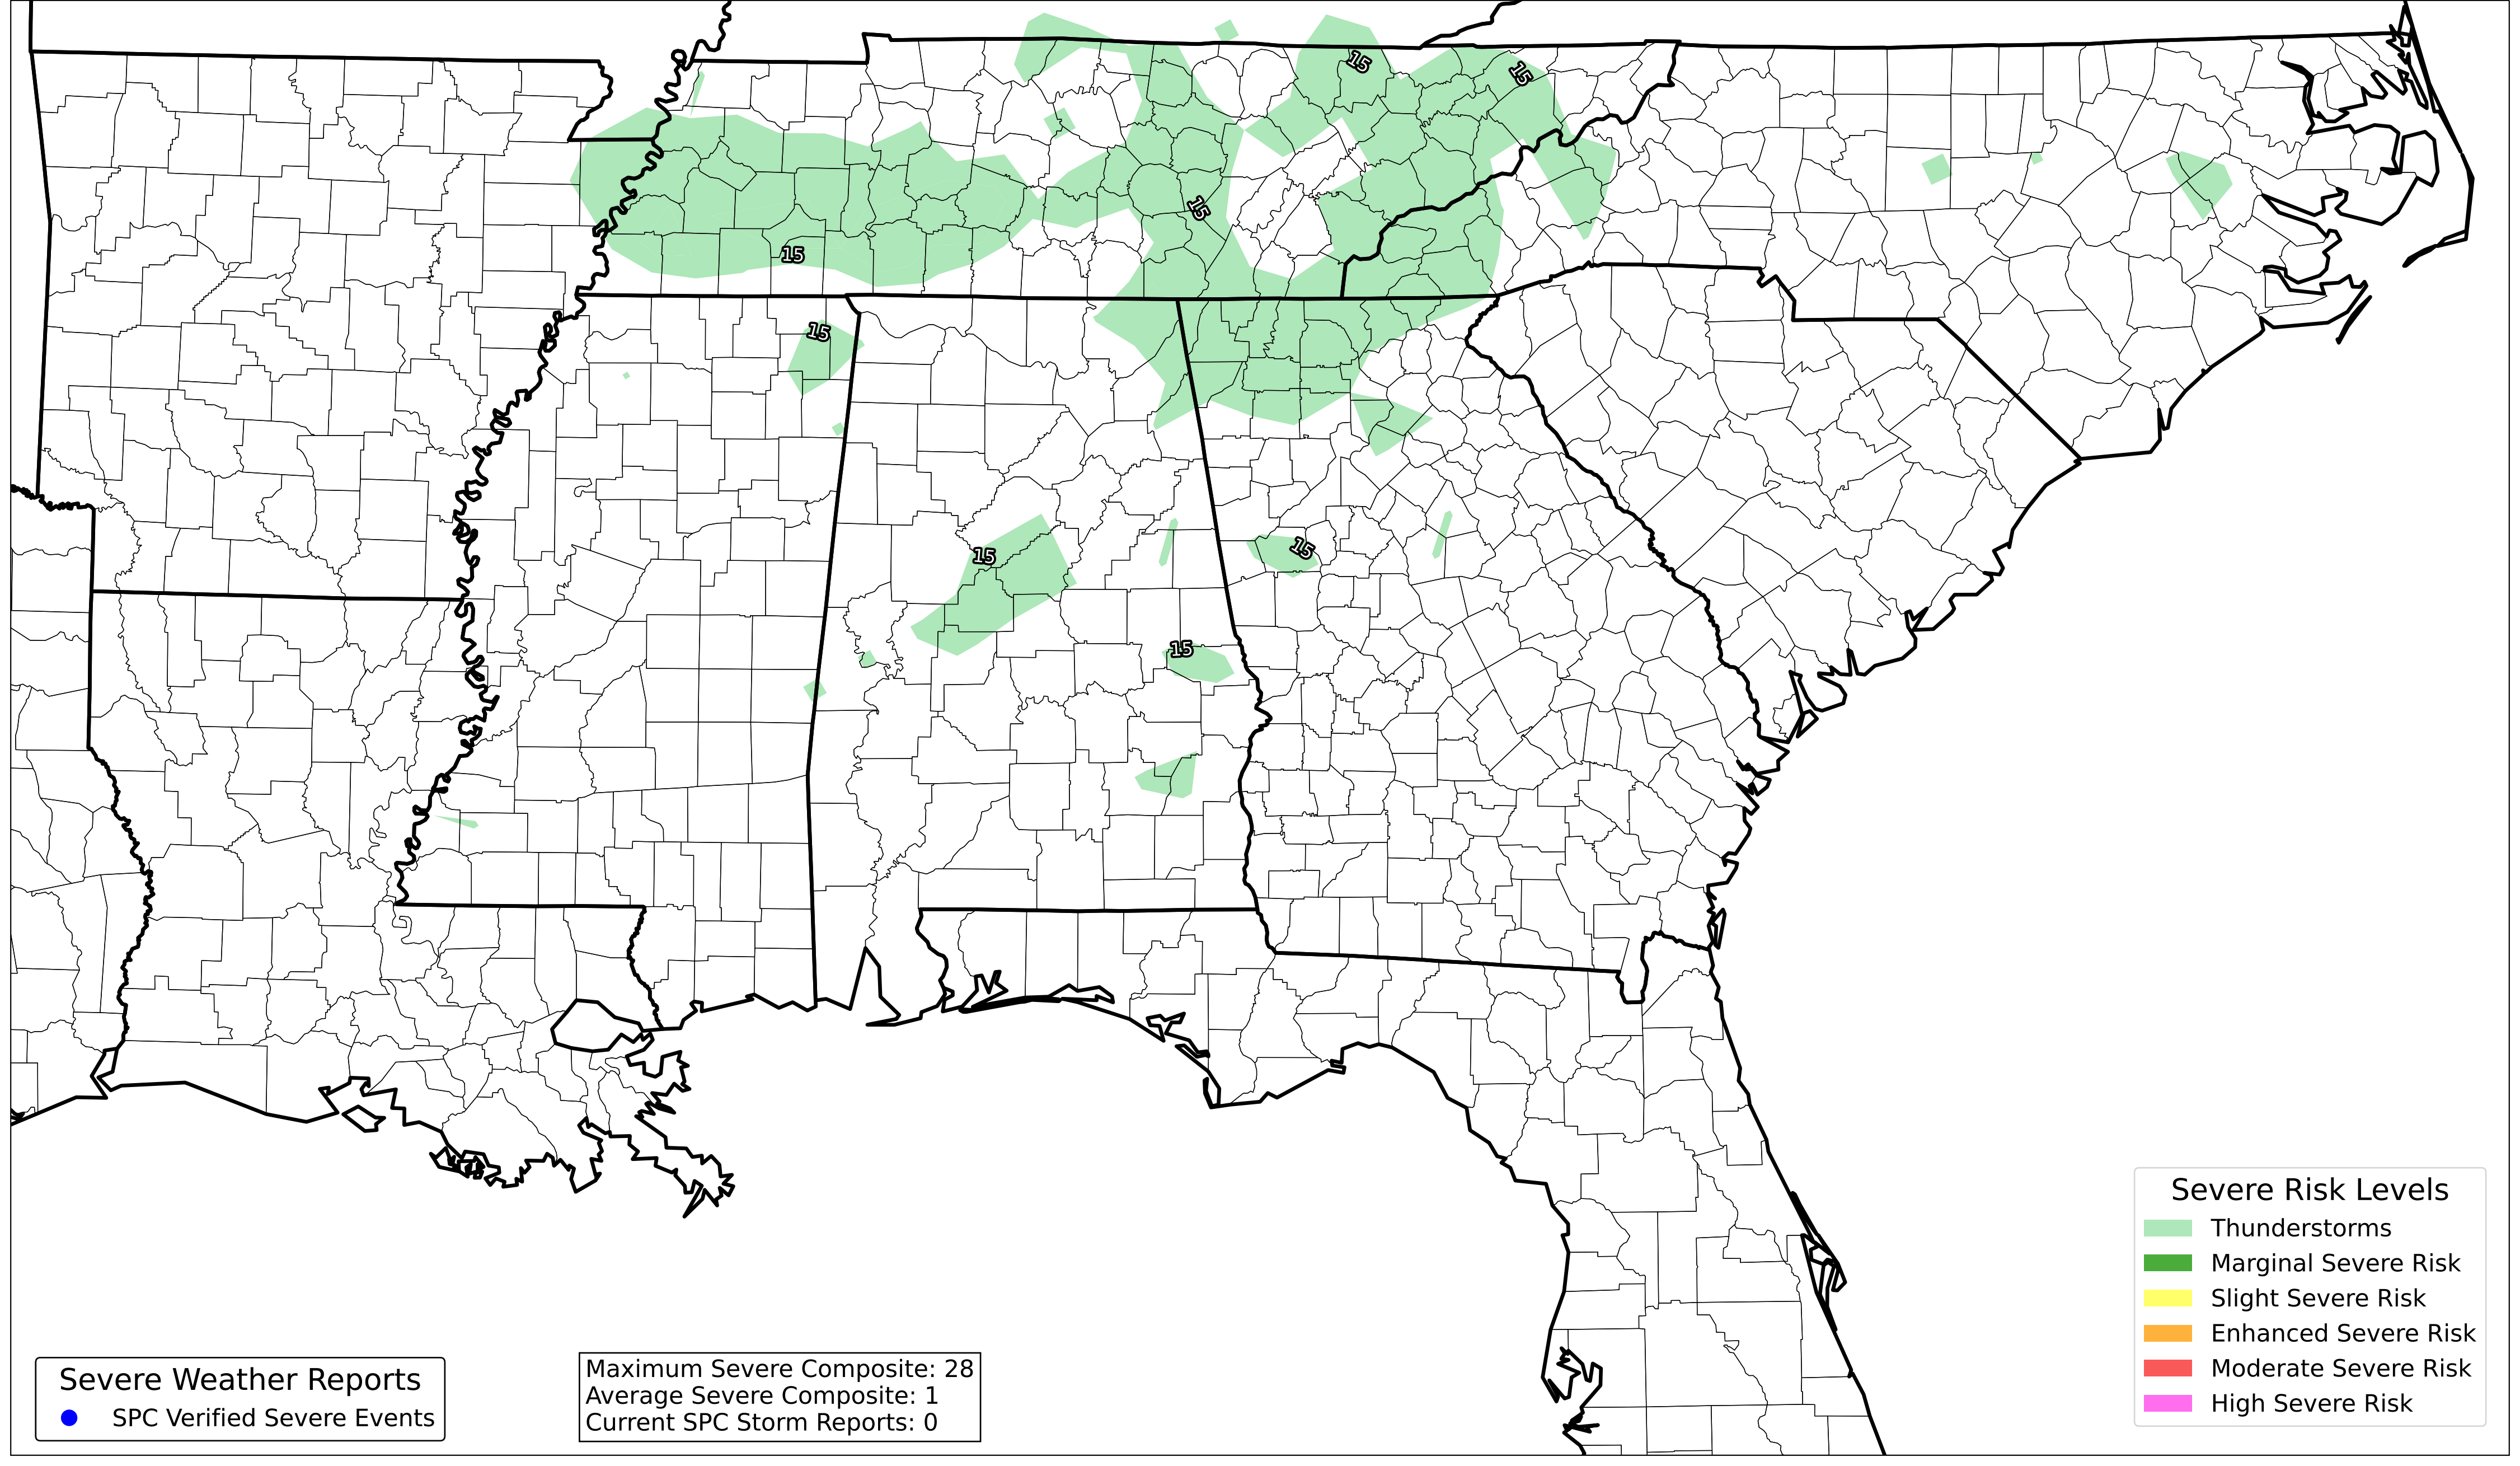 15
15
15
15
15
15
15
15
Severe Risk Levels
Thunderstorms
Marginal Severe Risk
Slight Severe Risk
Enhanced Severe Risk
Moderate Severe Risk
High Severe Risk
Severe Weather Reports
SPC Verified Severe Events
Maximum Severe Composite: 28
Average Severe Composite: 1
Current SPC Storm Reports: 0